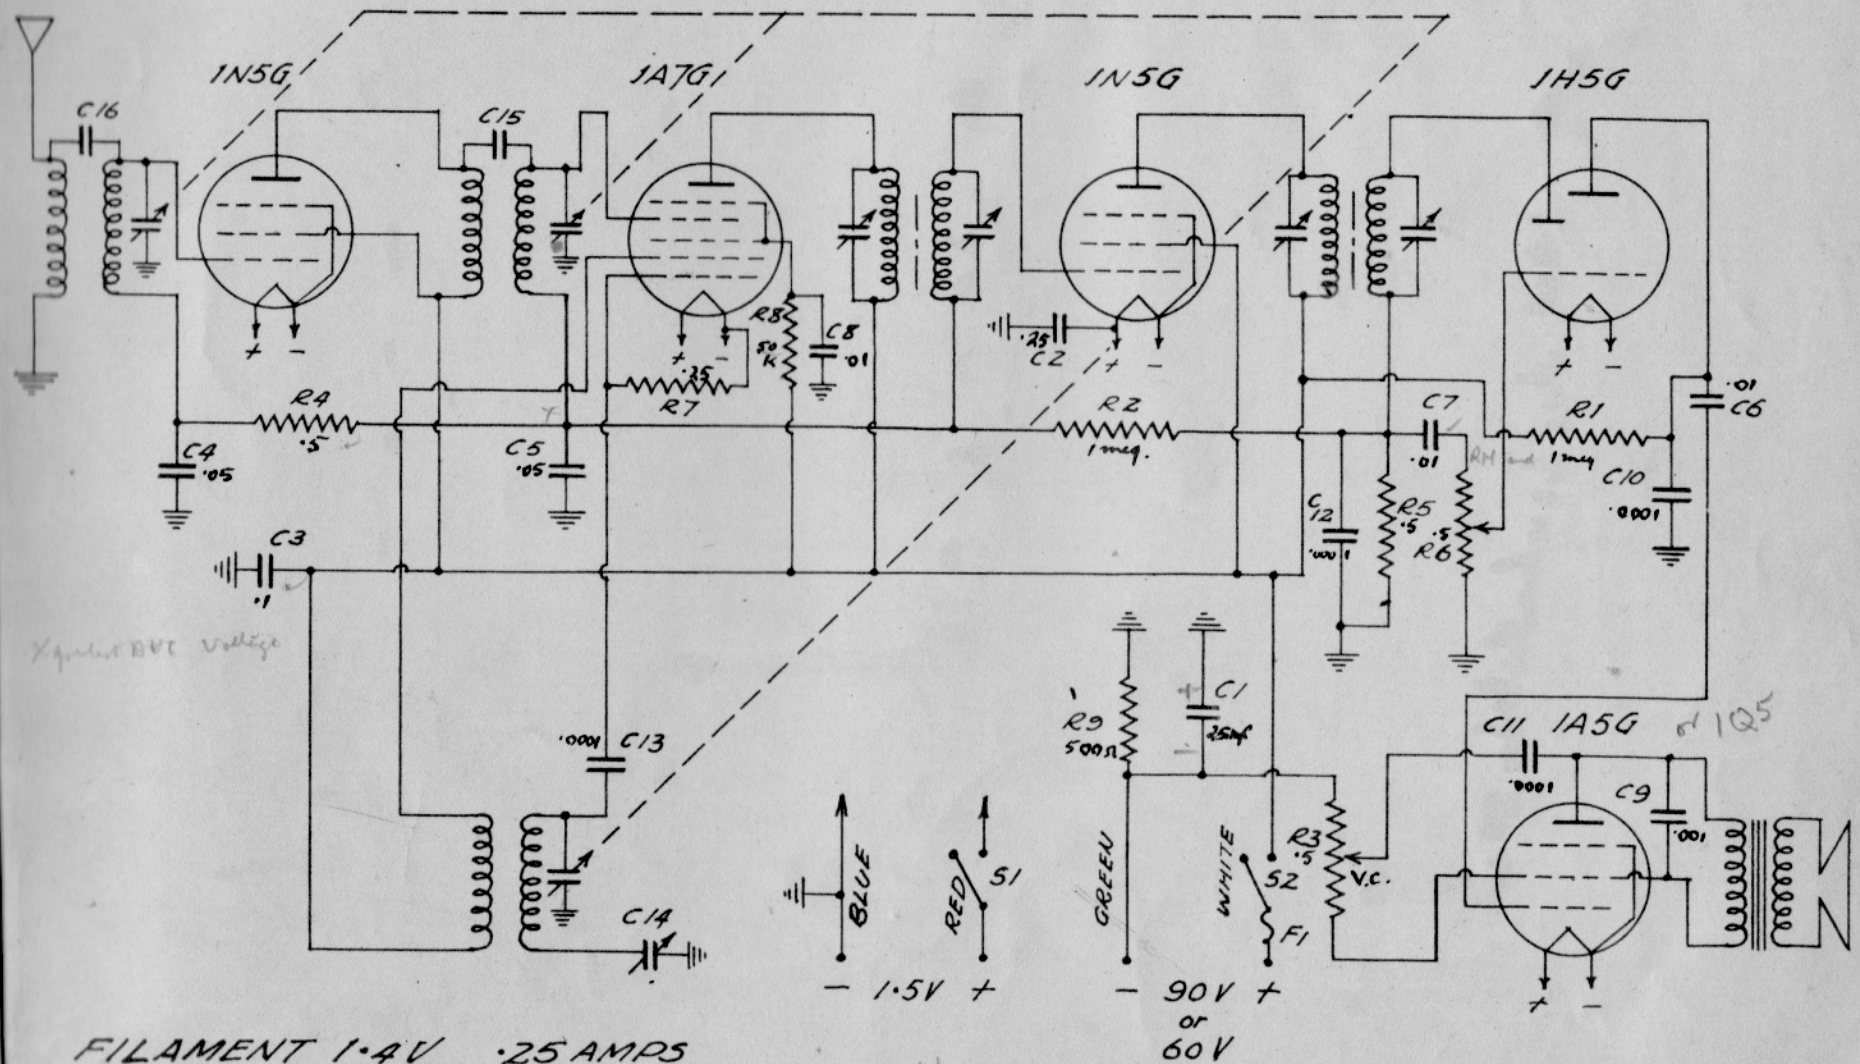 1N5G
1A7G
1N5G
1H5G
C16
C15
+ -
R8
50
K
C8
.01
+ -
.25
R7
.25
C2
+ -
+ -
.01
C6
R4
.5
C4
.05
C5
.05
R2
1 meg.
C7
.01
R1
1 meg
C10
.0001
C3
.1
C12
.0001
R5
.5
.5
R6
Voltage
R9
500Ω
C1
25mf
+
-
C11
.0001
1A5G
or 1Q5
C9
.001
.0001
C13
C14
BLUE
RED
S1
GREEN
WHITE
S2
F1
R3
.5
V.C.
+ -
- 1.5V +
- 90V +
or
60V
FILAMENT 1.4V .25 AMPS